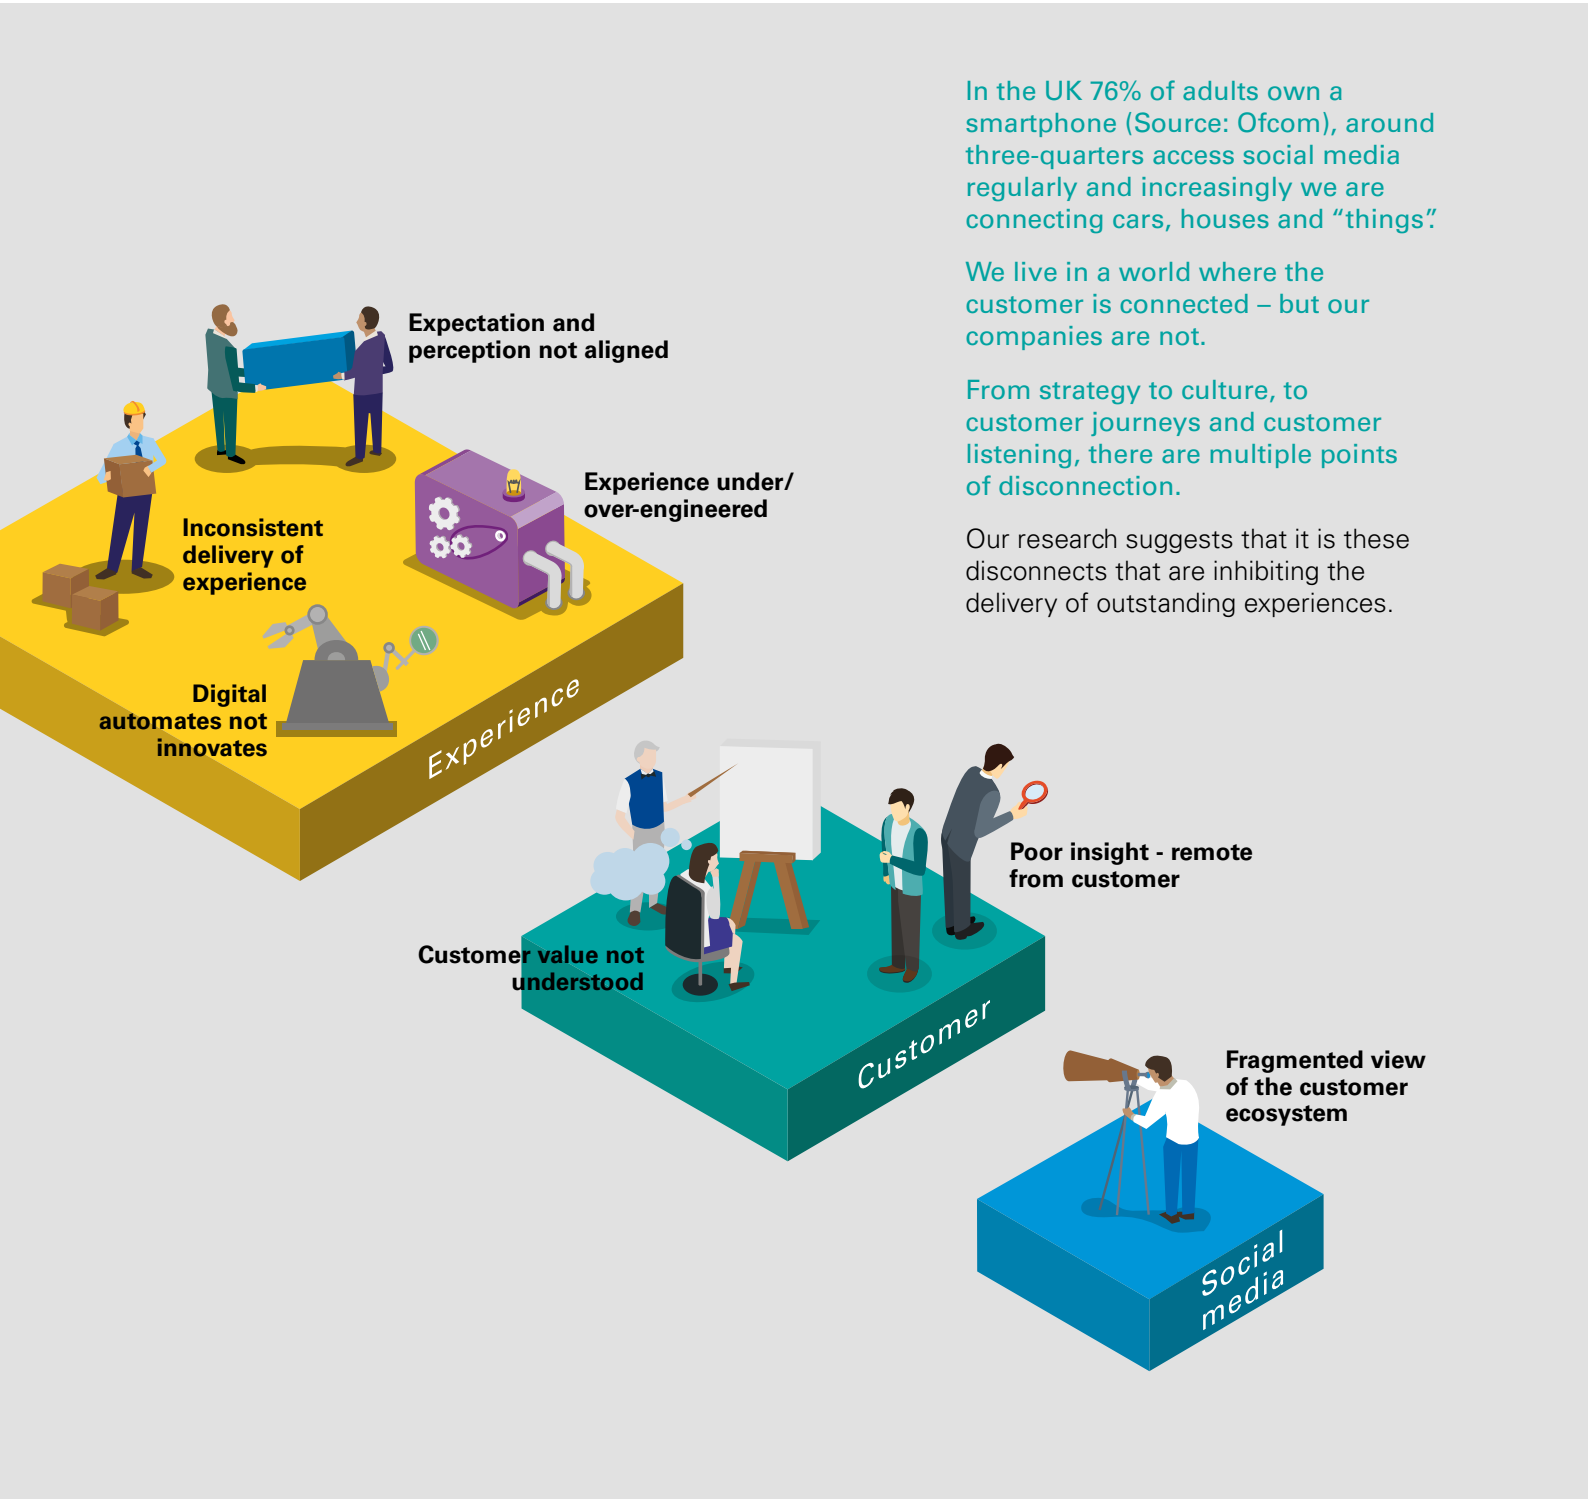 In the UK 76% of adults own a
smartphone (Source: Ofcom), around
three-quarters access social media
regularly and increasingly we are
connecting cars, houses and “things”.
We live in a world where the
customer is connected – but our
companies are not.
From strategy to culture, to
customer journeys and customer
listening, there are multiple points
of disconnection.
Our research suggests that it is these
disconnects that are inhibiting the
delivery of outstanding experiences.
Expectation and
perception not aligned
Experience under/
over-engineered
Inconsistent
delivery of
experience
Digital
automates not
innovates
Experience
Poor insight - remote
from customer
Customer value not
understood
Customer
Fragmented view
of the customer
ecosystem
Social
media